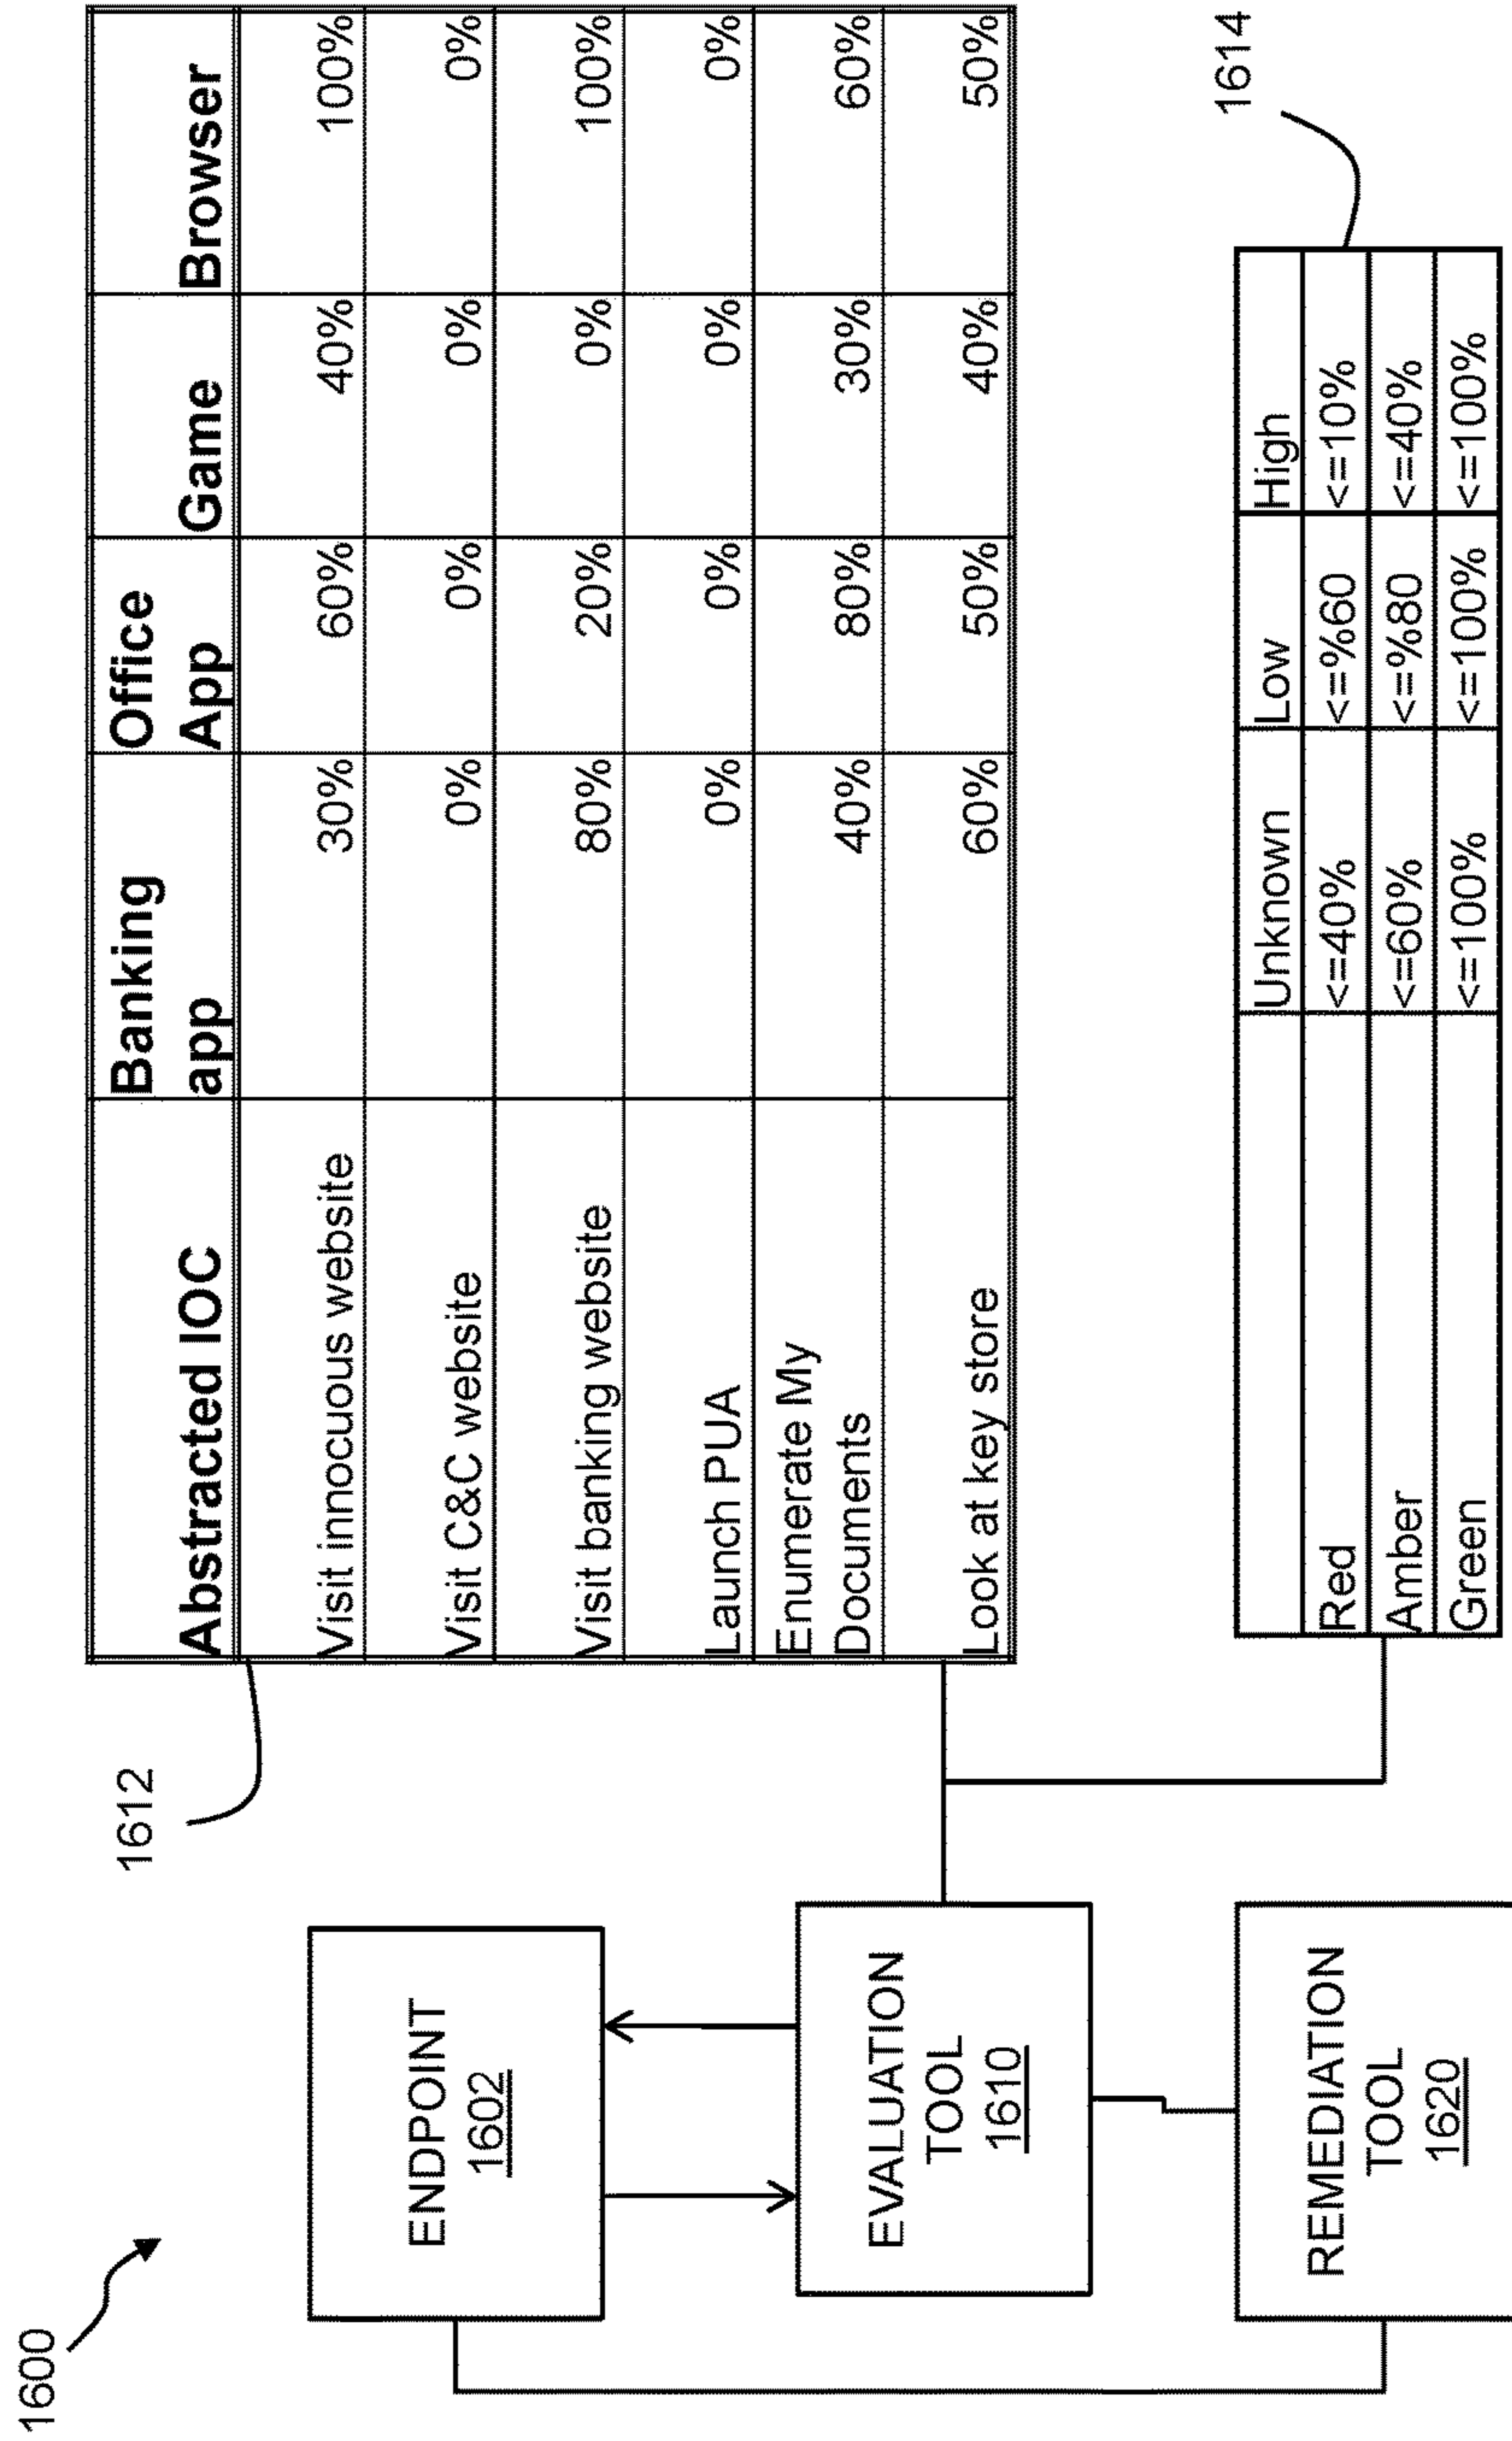 1600
ENDPOINT
1602
EVALUATION
TOOL
1610
REMEDIATION
TOOL
1620
1612
Abstracted IOC Banking app Office App Game Browser
Visit innocuous website 30% 60% 40% 100%
Visit C&C website 0% 0% 0% 0%
Visit banking website 80% 20% 0% 100%
Launch PUA 0% 0% 0% 0%
Enumerate My
Documents 40% 80% 30% 60%
Look at key store 60% 50% 40% 50%
1614
Unknown Low High
Red <=40% <=%60 <=10%
Amber <=60% <=%80 <=40%
Green <=100% <=100% <=100%